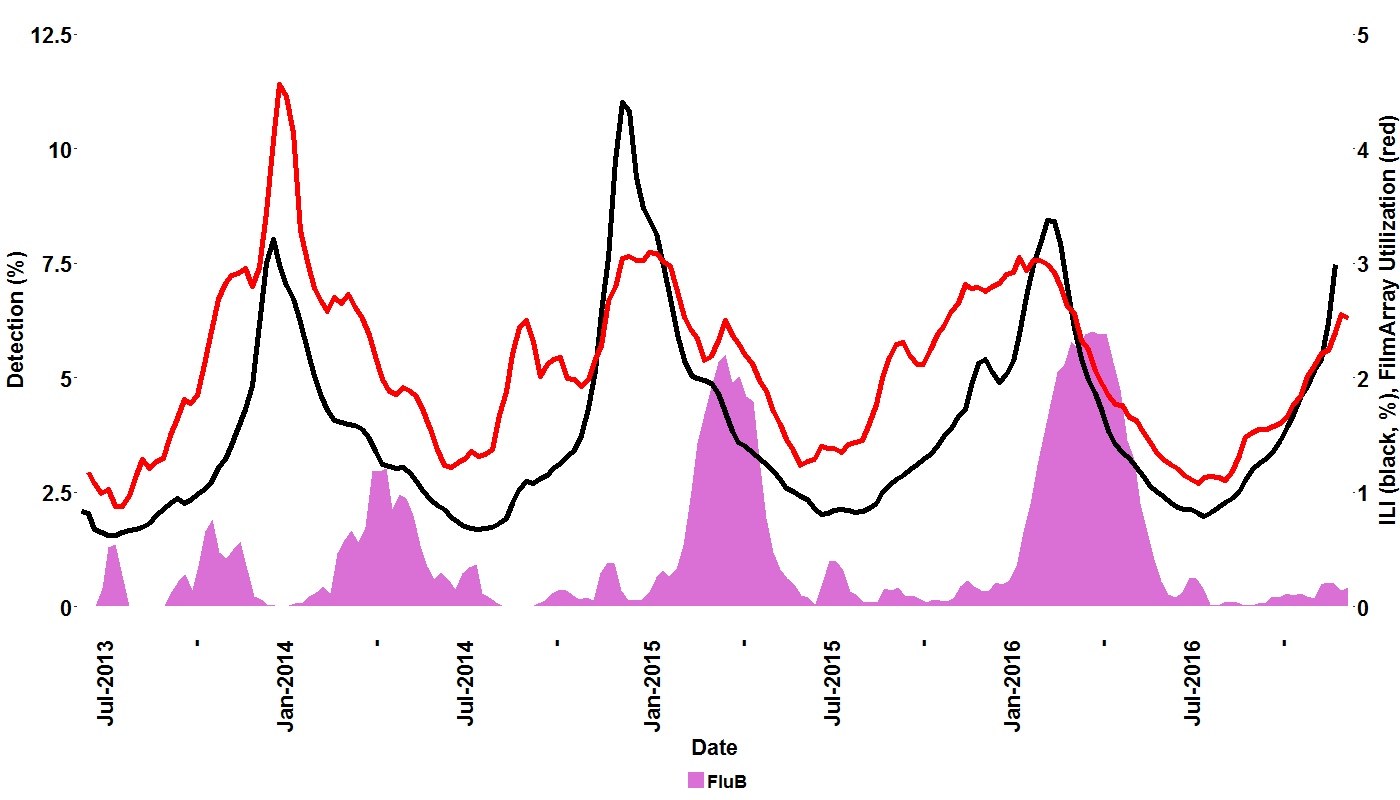 12.5
10
7.5
5
2.5
0
Detection (%)
5
4
3
2
1
0
ILI (black, %), FilmArray Utilization (red)
Jul-2013
-
Jan-2014
-
Jul-2014
-
Jan-2015
-
Jul-2015
-
Jan-2016
-
Jul-2016
-
Date
FluB